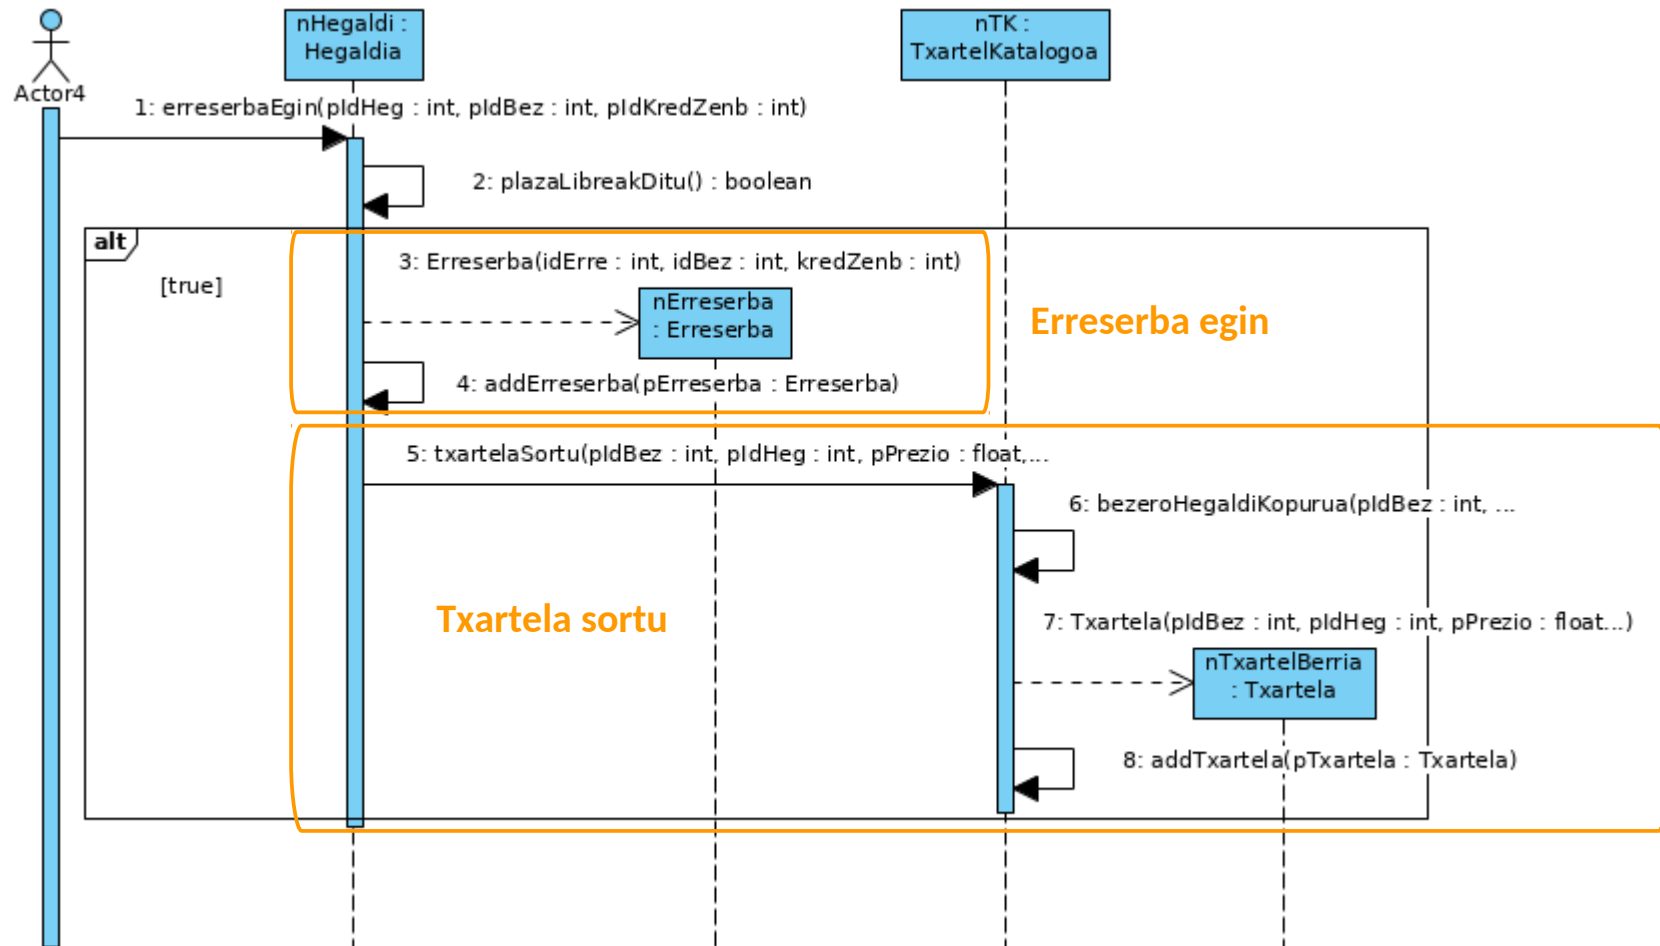 nHegaldi :
Hegaldia
nTK :
TxartelKatalogoa
Actor4
1: erreserbaEgin(pIdHeg : int, pIdBez : int, pIdKredZenb : int)
2: plazaLibreakDitu() : boolean
alt
[true]
3: Erreserba(idErre : int, idBez : int, kredZenb : int)
nErreserba
: Erreserba
Erreserba egin
4: addErreserba(pErreserba : Erreserba)
5: txartelaSortu(pIdBez : int, pIdHeg : int, pPrezio : float,...
6: bezeroHegaldiKopurua(pIdBez : int, ...
Txartela sortu
7: Txartela(pIdBez : int, pIdHeg : int, pPrezio : float...)
nTxartelBerria
: Txartela
8: addTxartela(pTxartela : Txartela)